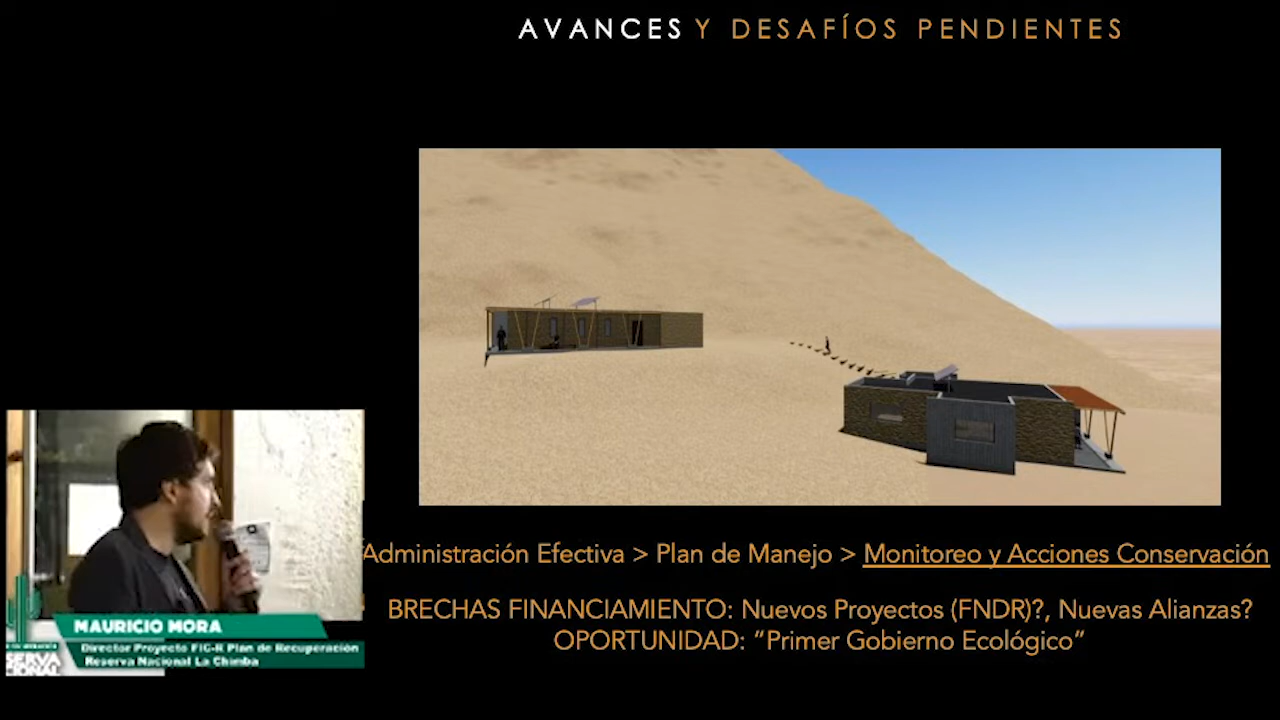 AVANCES Y DESAFÍOS PENDIENTES
Administración Efectiva > Plan de Manejo > Monitoreo y Acciones Conservación
BRECHAS FINANCIAMIENTO: Nuevos Proyectos (FNDR)?, Nuevas Alianzas?
OPORTUNIDAD: “Primer Gobierno Ecológico”
MAURICIO MORA
Director Proyecto FIC-R Plan de Recuperación
Reserva Nacional La Chimba